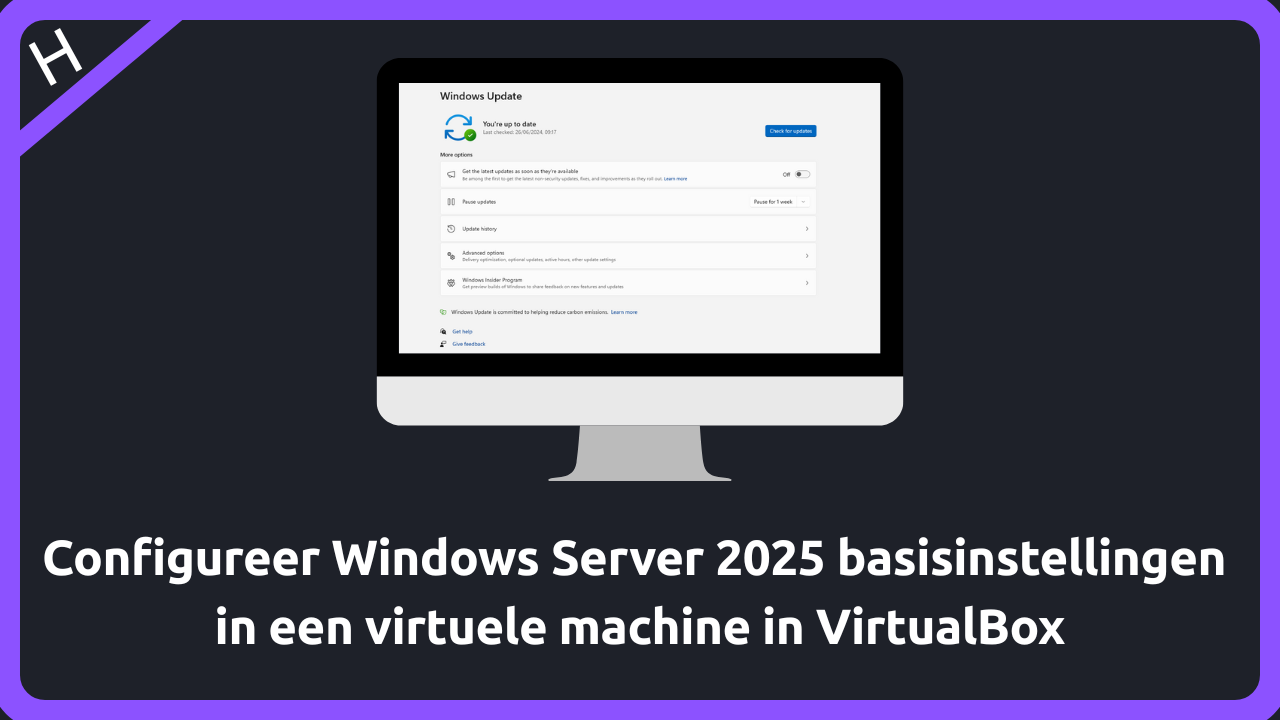 H
Windows Update
You're up to date
Last checked: 26/06/2024, 09:17
Check for updates
More options
Get the latest updates as soon as they're available
Be among the first to get the latest non-security updates, fixes, and improvements as they roll out. Learn more
Off
Pause updates
Pause for 1 week
Update history
Advanced options
Delivery optimisation, optional updates, active hours, other update settings
Windows Insider Program
Get preview builds of Windows to share feedback on new features and updates
Windows Update is committed to helping reduce carbon emissions. Learn more
Get help
Give feedback
Configureer Windows Server 2025 basisinstellingen
in een virtuele machine in VirtualBox